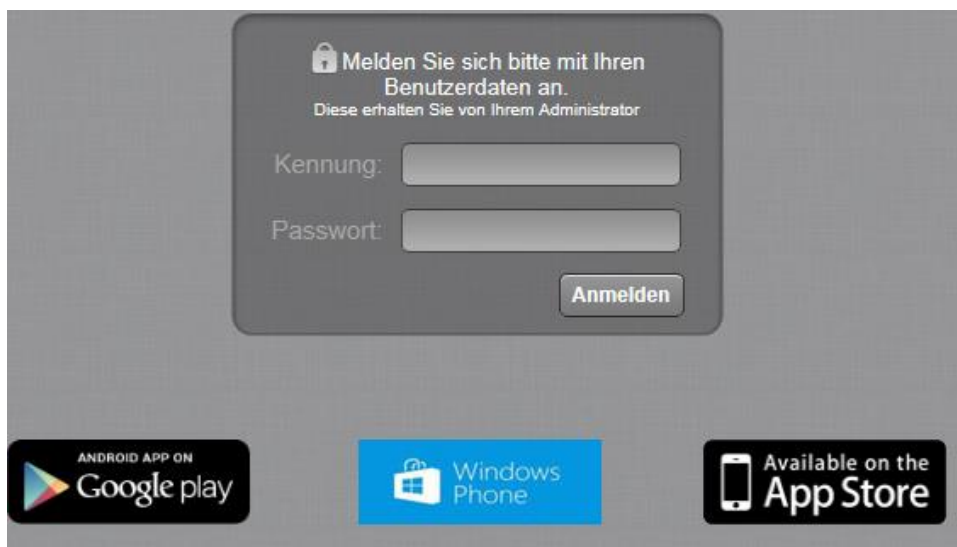 Melden Sie sich bitte mit Ihren
Benutzerdaten an.
Diese erhalten Sie von Ihrem Administrator
Kennung:
Passwort:
Anmelden
ANDROID APP ON
Google play
Windows
Phone
Available on the
App Store